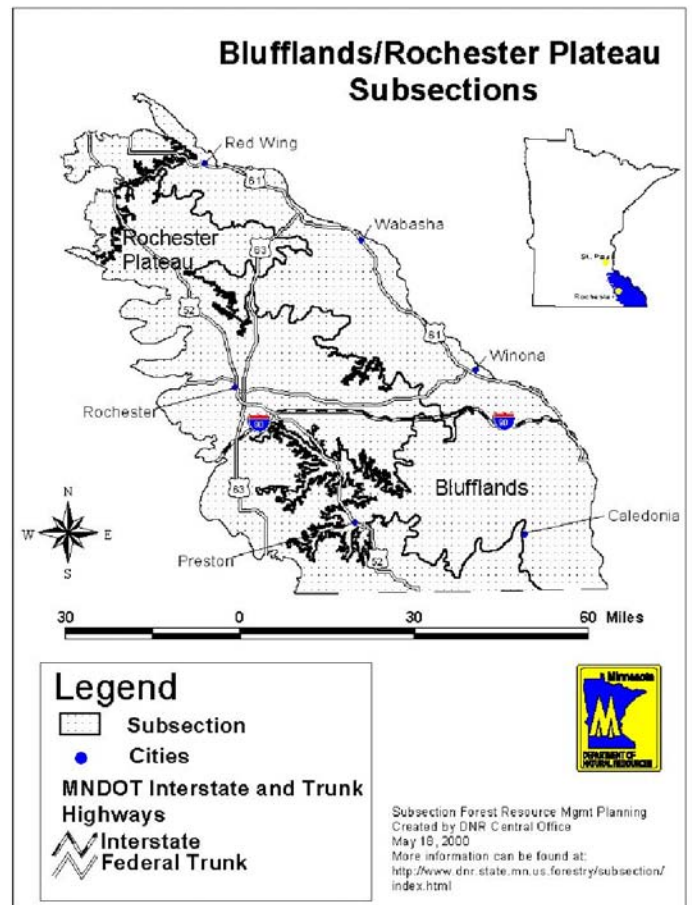 Blufflands/Rochester Plateau
Subsections
Red Wing
61
Wabasha
63
Rochester
Plateau
52
St. Paul
Rochester
61
Winona
Rochester
90
90
63
Blufflands
Caledonia
N
W
E
S
Preston
52
30
0
30
60
Miles
Legend
Subsection
Cities
MNDOT Interstate and Trunk
Highways
Interstate
Federal Trunk
Minnesota
M
DEPARTMENT OF
NATURAL RESOURCES
Subsection Forest Resource Mgmt Planning
Created by DNR Central Office
May 18, 2000
More information can be found at:
http://www.dnr.state.mn.us.forestry/subsection/
index.html